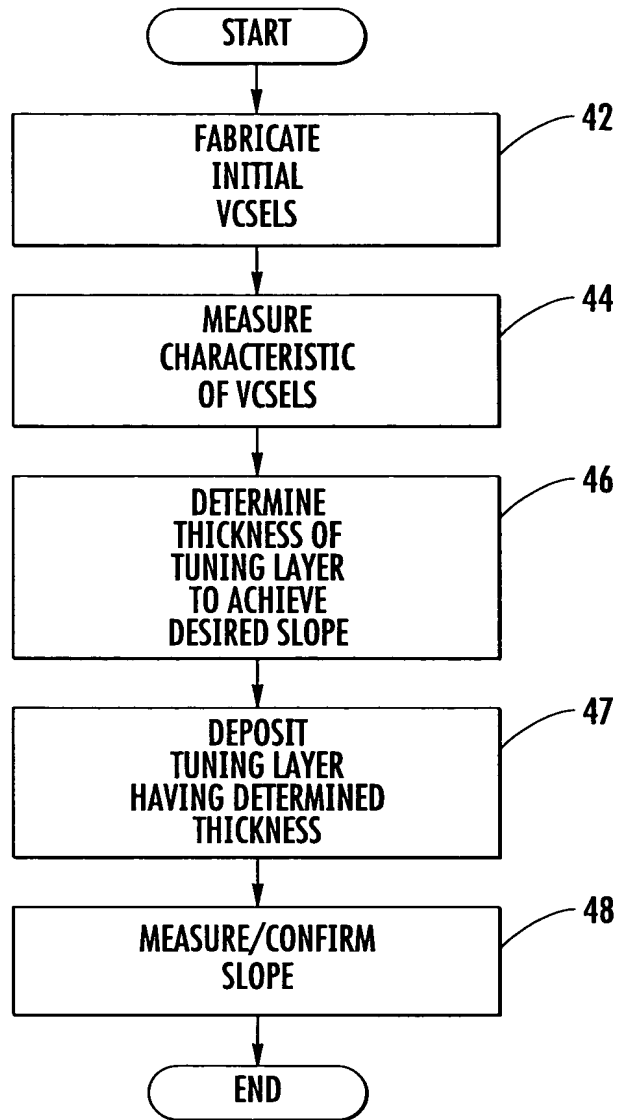 START
42
FABRICATE
INITIAL
VCSELS
44
MEASURE
CHARACTERISTIC
OF VCSELS
46
DETERMINE
THICKNESS OF
TUNING LAYER
TO ACHIEVE
DESIRED SLOPE
47
DEPOSIT
TUNING LAYER
HAVING DETERMINED
THICKNESS
48
MEASURE/CONFIRM
SLOPE
END